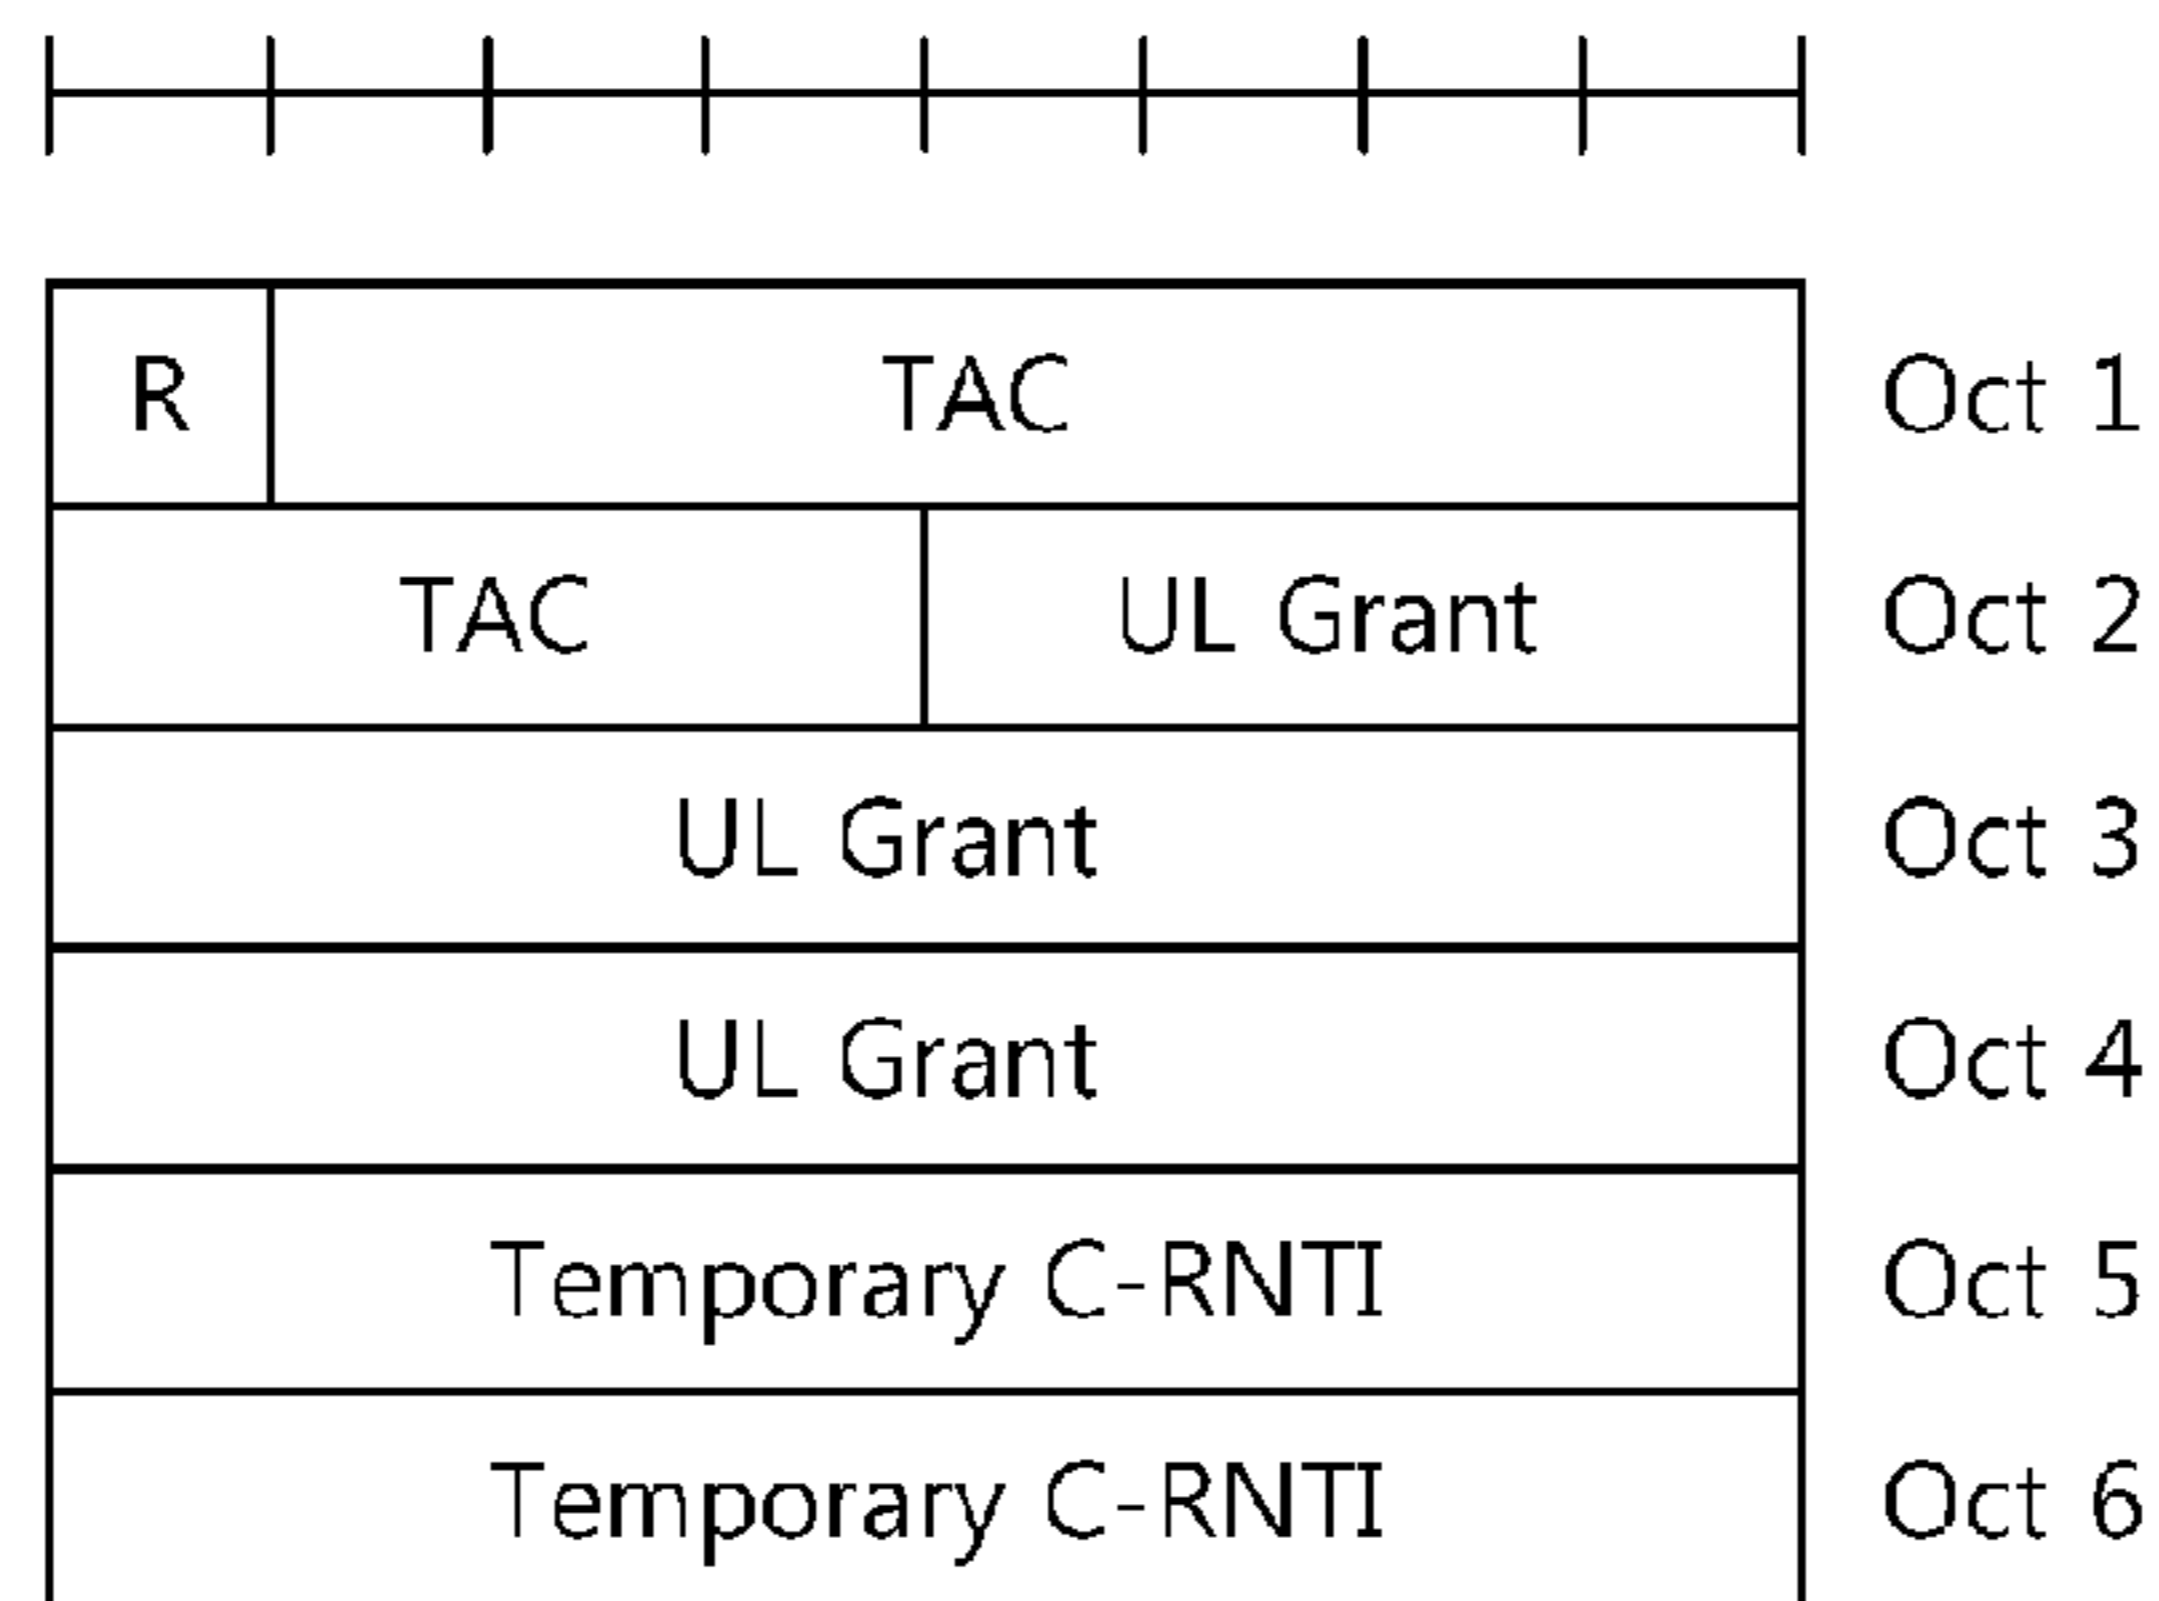 R TAC Oct 1
TAC UL Grant Oct 2
UL Grant Oct 3
UL Grant Oct 4
Temporary C-RNTI Oct 5
Temporary C-RNTI Oct 6